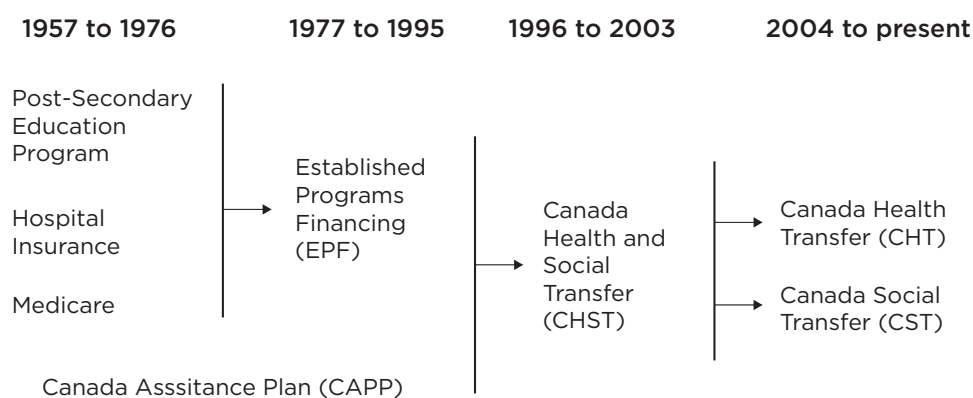 1957 to 1976
1977 to 1995
1996 to 2003
2004 to present
Post-Secondary
Education
Program
Hospital
Insurance
Medicare
Established
Programs
Financing
(EPF)
Canada
Health and
Social
Transfer
(CHST)
Canada Health
Transfer (CHT)
Canada Social
Transfer (CST)
Canada Asssitance Plan (CAPP)